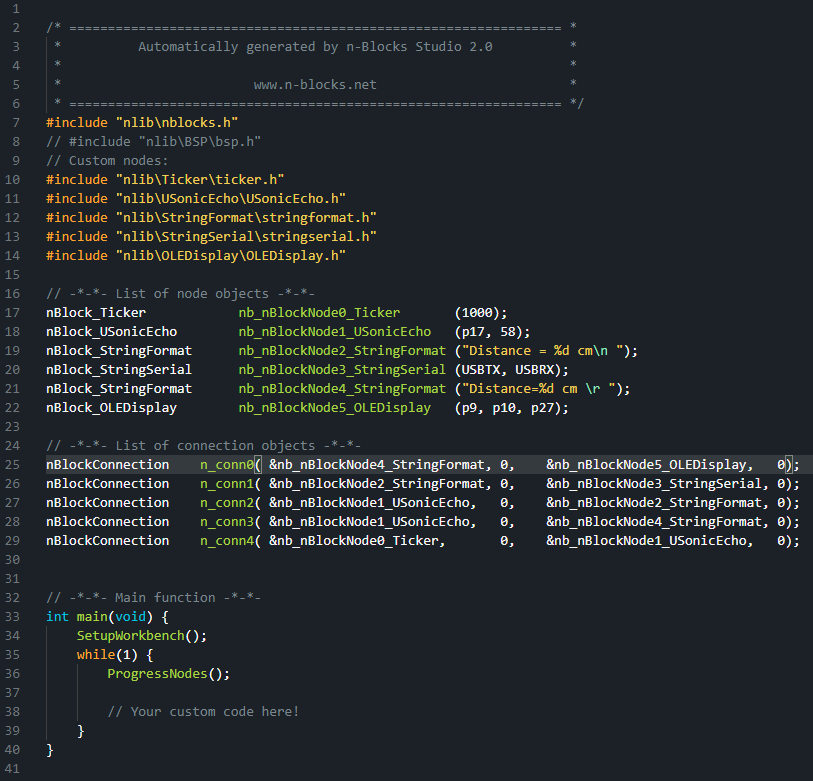 1
2 /* ================================================================ *
3 * Automatically generated by n-Blocks Studio 2.0 *
4 * *
5 * www.n-blocks.net *
6 * ================================================================ */
7 #include "nlib\nblocks.h"
8 // #include "nlib\BSP\bsp.h"
9 // Custom nodes:
10 #include "nlib\Ticker\ticker.h"
11 #include "nlib\USonicEcho\USonicEcho.h"
12 #include "nlib\StringFormat\stringformat.h"
13 #include "nlib\StringSerial\stringserial.h"
14 #include "nlib\OLEDisplay\OLEDisplay.h"
15
16 // -*-*- List of node objects -*-*-
17 nBlock_Ticker nb_nBlockNode0_Ticker (1000);
18 nBlock_USonicEcho nb_nBlockNode1_USonicEcho (p17, 58);
19 nBlock_StringFormat nb_nBlockNode2_StringFormat ("Distance = %d cm\n ");
20 nBlock_StringSerial nb_nBlockNode3_StringSerial (USBTX, USBRX);
21 nBlock_StringFormat nb_nBlockNode4_StringFormat ("Distance=%d cm \r ");
22 nBlock_OLEDisplay nb_nBlockNode5_OLEDisplay (p9, p10, p27);
23
24 // -*-*- List of connection objects -*-*-
25 nBlockConnection n_conn0( &nb_nBlockNode4_StringFormat, 0, &nb_nBlockNode5_OLEDisplay, 0);
26 nBlockConnection n_conn1( &nb_nBlockNode2_StringFormat, 0, &nb_nBlockNode3_StringSerial, 0);
27 nBlockConnection n_conn2( &nb_nBlockNode1_USonicEcho, 0, &nb_nBlockNode2_StringFormat, 0);
28 nBlockConnection n_conn3( &nb_nBlockNode1_USonicEcho, 0, &nb_nBlockNode4_StringFormat, 0);
29 nBlockConnection n_conn4( &nb_nBlockNode0_Ticker, 0, &nb_nBlockNode1_USonicEcho, 0);
30
31
32 // -*-*- Main function -*-*-
33 int main(void) {
34 SetupWorkbench();
35 while(1) {
36 ProgressNodes();
37
38 // Your custom code here!
39 }
40 }
41